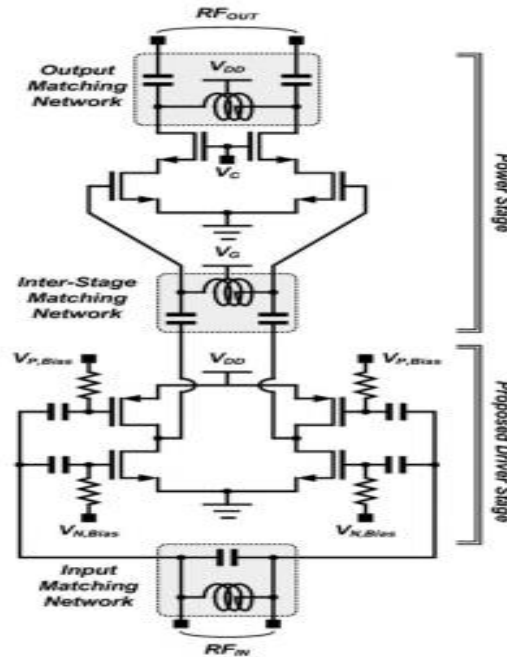 RF_OUT
Output
Matching
Network
V_DD
V_C
Power Stage
V_G
Inter-Stage
Matching
Network
V_P,Bias
V_DD
V_P,Bias
Proposed Driver Stage
V_N,Bias
V_N,Bias
Input
Matching
Network
RF_IN